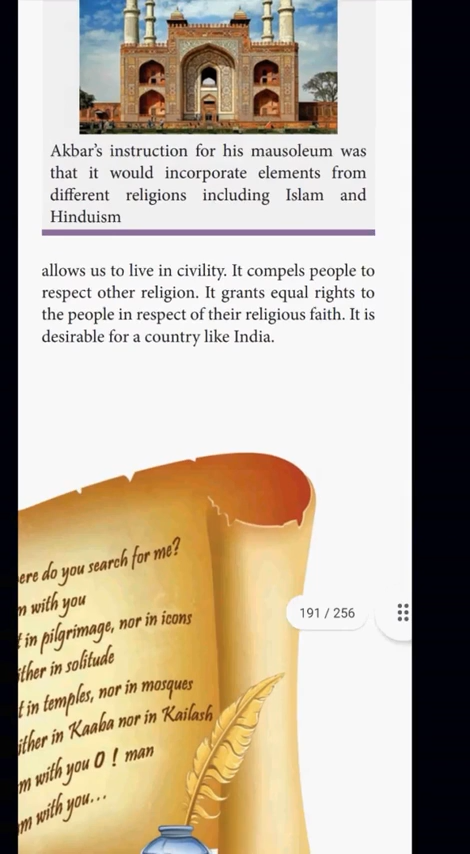 Akbar’s instruction for his mausoleum was
that it would incorporate elements from
different religions including Islam and
Hinduism
allows us to live in civility. It compels people to
respect other religion. It grants equal rights to
the people in respect of their religious faith. It is
desirable for a country like India.
ere do you search for me?
m with you
t in pilgrimage, nor in icons
ither in solitude
t in temples, nor in mosques
ither in Kaaba nor in Kailash
m with you O ! man
m with you...
191 / 256